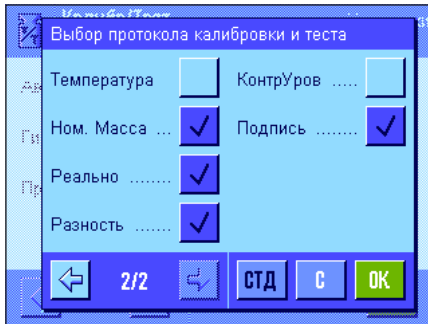 Выбор протокола калибровки и теста
Температура
КонтрУров .....
Ном. Масса ...
Подпись ........
Реально ........
Разность .......
2/2
СТД
C
OK